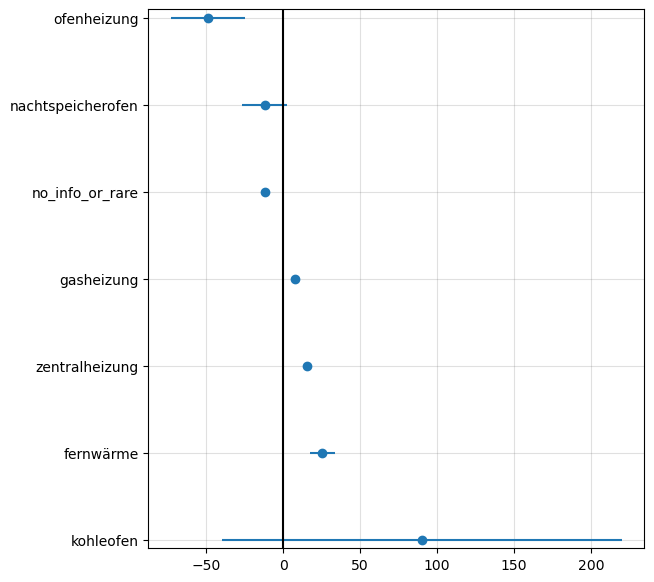 ofenheizung
nachtspeicherofen
no_info_or_rare
gasheizung
zentralheizung
fernwärme
kohleofen
−50 0 50 100 150 200